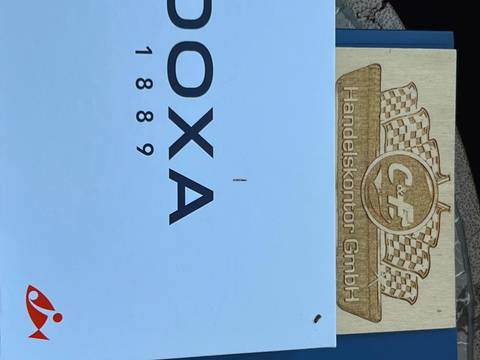 DOXA
1889
C&F
Handelskontor GmbH